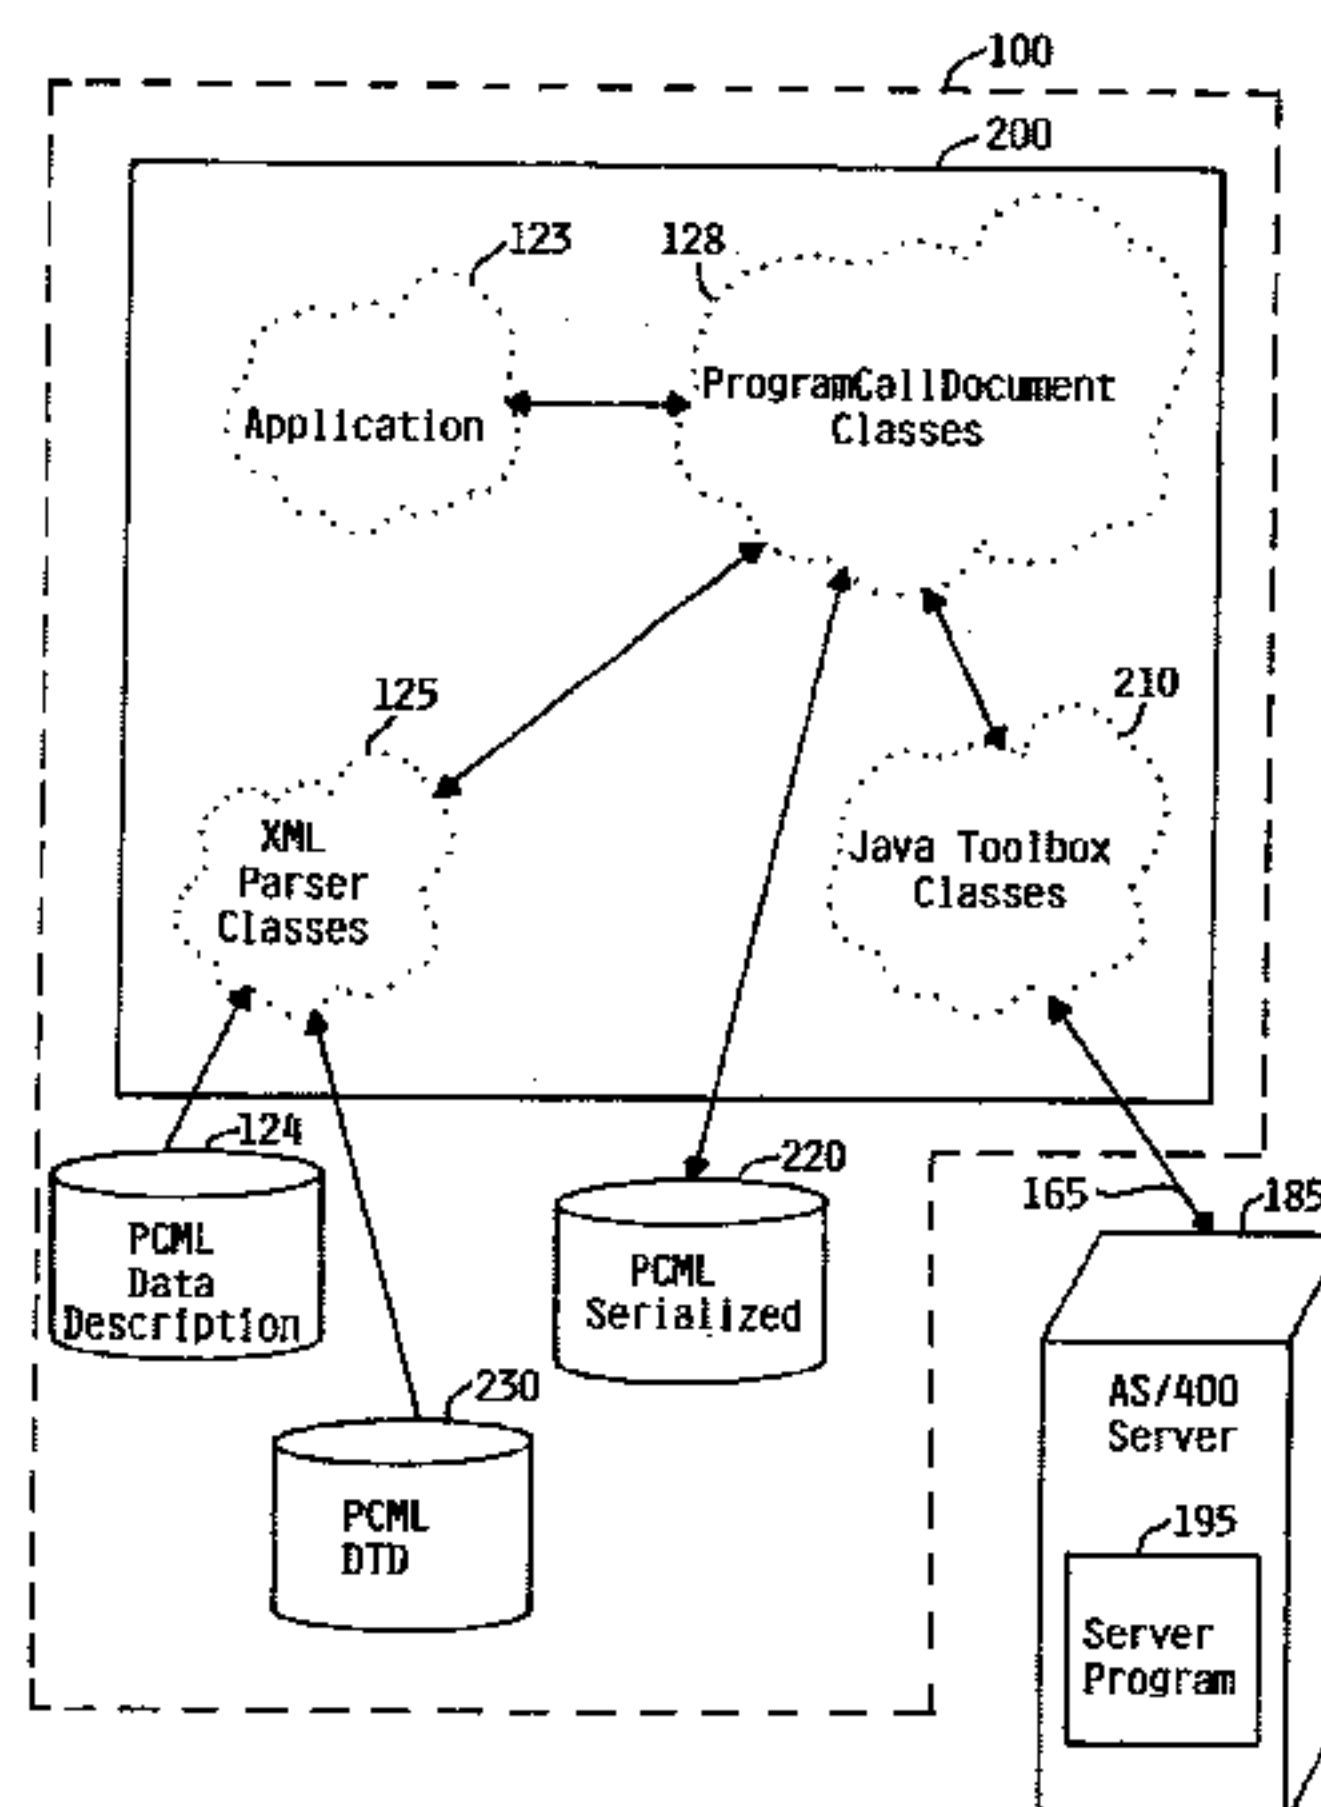 100
200
123
128
ProgramCallDocument
Classes
Application
125
210
XML
Parser
Classes
Java Toolbox
Classes
124
220
165
185
PCML
Data
Description
PCML
Serialized
230
AS/400
Server
PCML
DTD
195
Server
Program